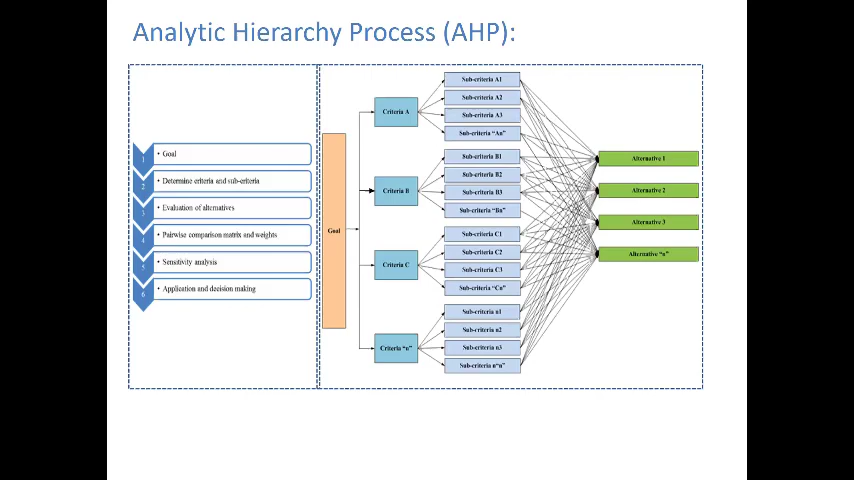 Analytic Hierarchy Process (AHP):
1 • Goal
2 • Determine criteria and sub-criteria
3 • Evaluation of alternatives
4 • Pairwise comparison matrix and weights
5 • Sensitivity analysis
6 • Application and decision making
Goal
Criteria A
Criteria B
Criteria C
Criteria "n"
Sub-criteria A1
Sub-criteria A2
Sub-criteria A3
Sub-criteria "An"
Sub-criteria B1
Sub-criteria B2
Sub-criteria B3
Sub-criteria "Bn"
Sub-criteria C1
Sub-criteria C2
Sub-criteria C3
Sub-criteria "Cn"
Sub-criteria n1
Sub-criteria n2
Sub-criteria n3
Sub-criteria n"n"
Alternative 1
Alternative 2
Alternative 3
Alternative "n"